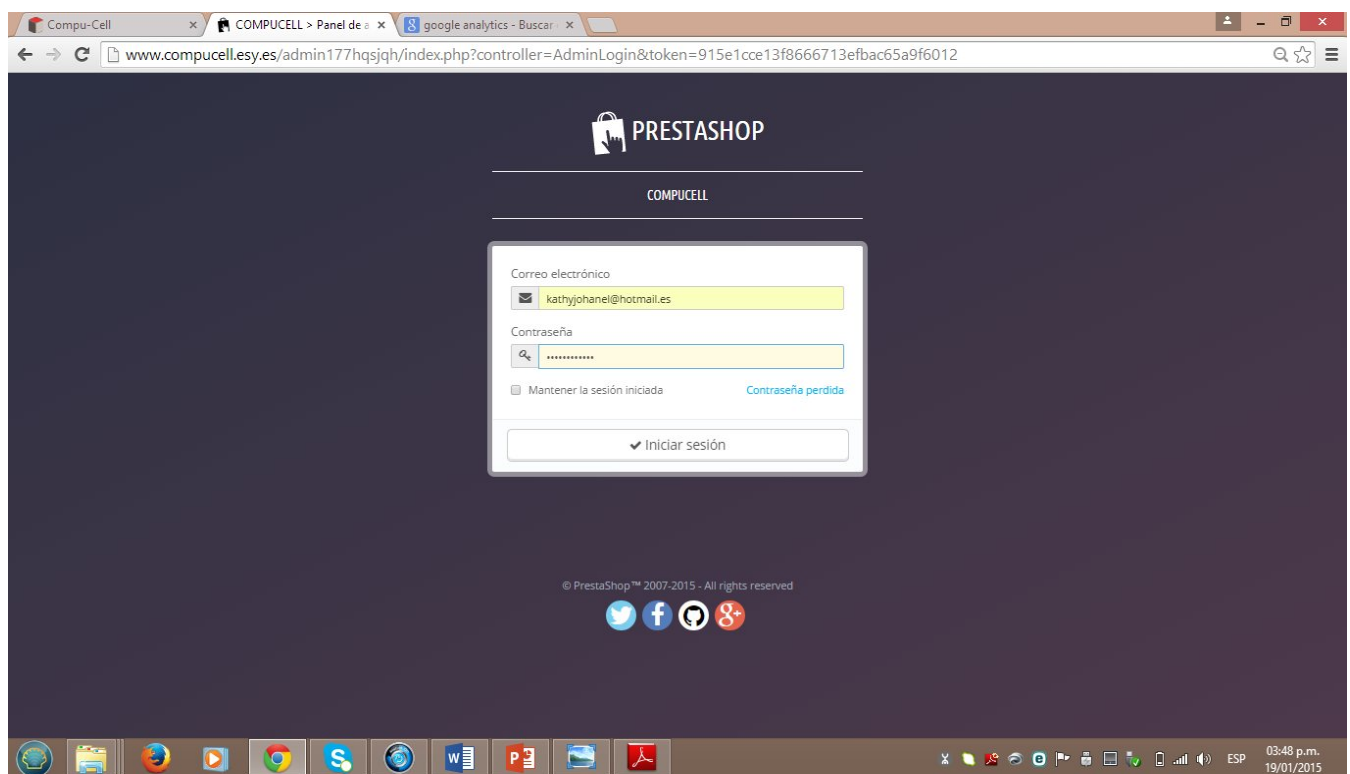 Compu-Cell
COMPUCELL > Panel de a
google analytics - Buscar
www.compucell.esy.es/admin177hqsjqh/index.php?controller=AdminLogin&token=915e1cce13f8666713efbac65a9f6012
PRESTASHOP
COMPUCELL
Correo electrónico
kathyjohanel@hotmail.es
Contraseña
••••••••••••
Mantener la sesión iniciada
Contraseña perdida
Iniciar sesión
© PrestaShop™ 2007-2015 - All rights reserved
ESP
03:48 p.m.
19/01/2015